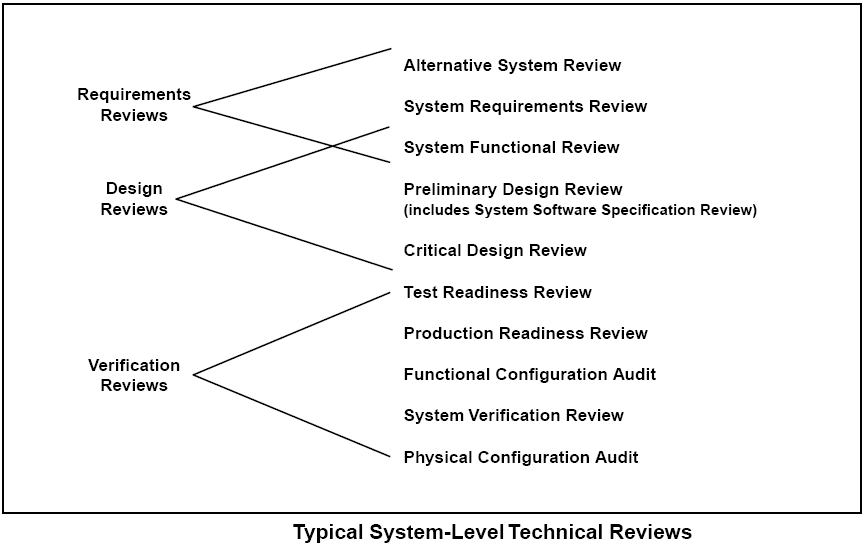 Requirements
Reviews
Design
Reviews
Verification
Reviews
Alternative System Review
System Requirements Review
System Functional Review
Preliminary Design Review
(includes System Software Specification Review)
Critical Design Review
Test Readiness Review
Production Readiness Review
Functional Configuration Audit
System Verification Review
Physical Configuration Audit
Typical System-Level Technical Reviews